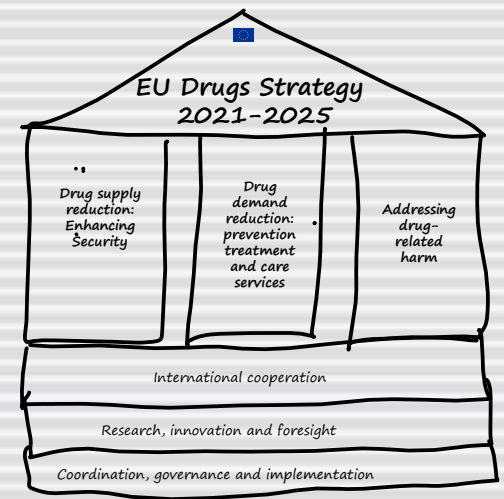 EU Drugs Strategy
2021-2025
Drug supply
reduction:
Enhancing
Security
Drug
demand
reduction:
prevention
treatment
and care
services
Addressing
drug-
related
harm
International cooperation
Research, innovation and foresight
Coordination, governance and implementation